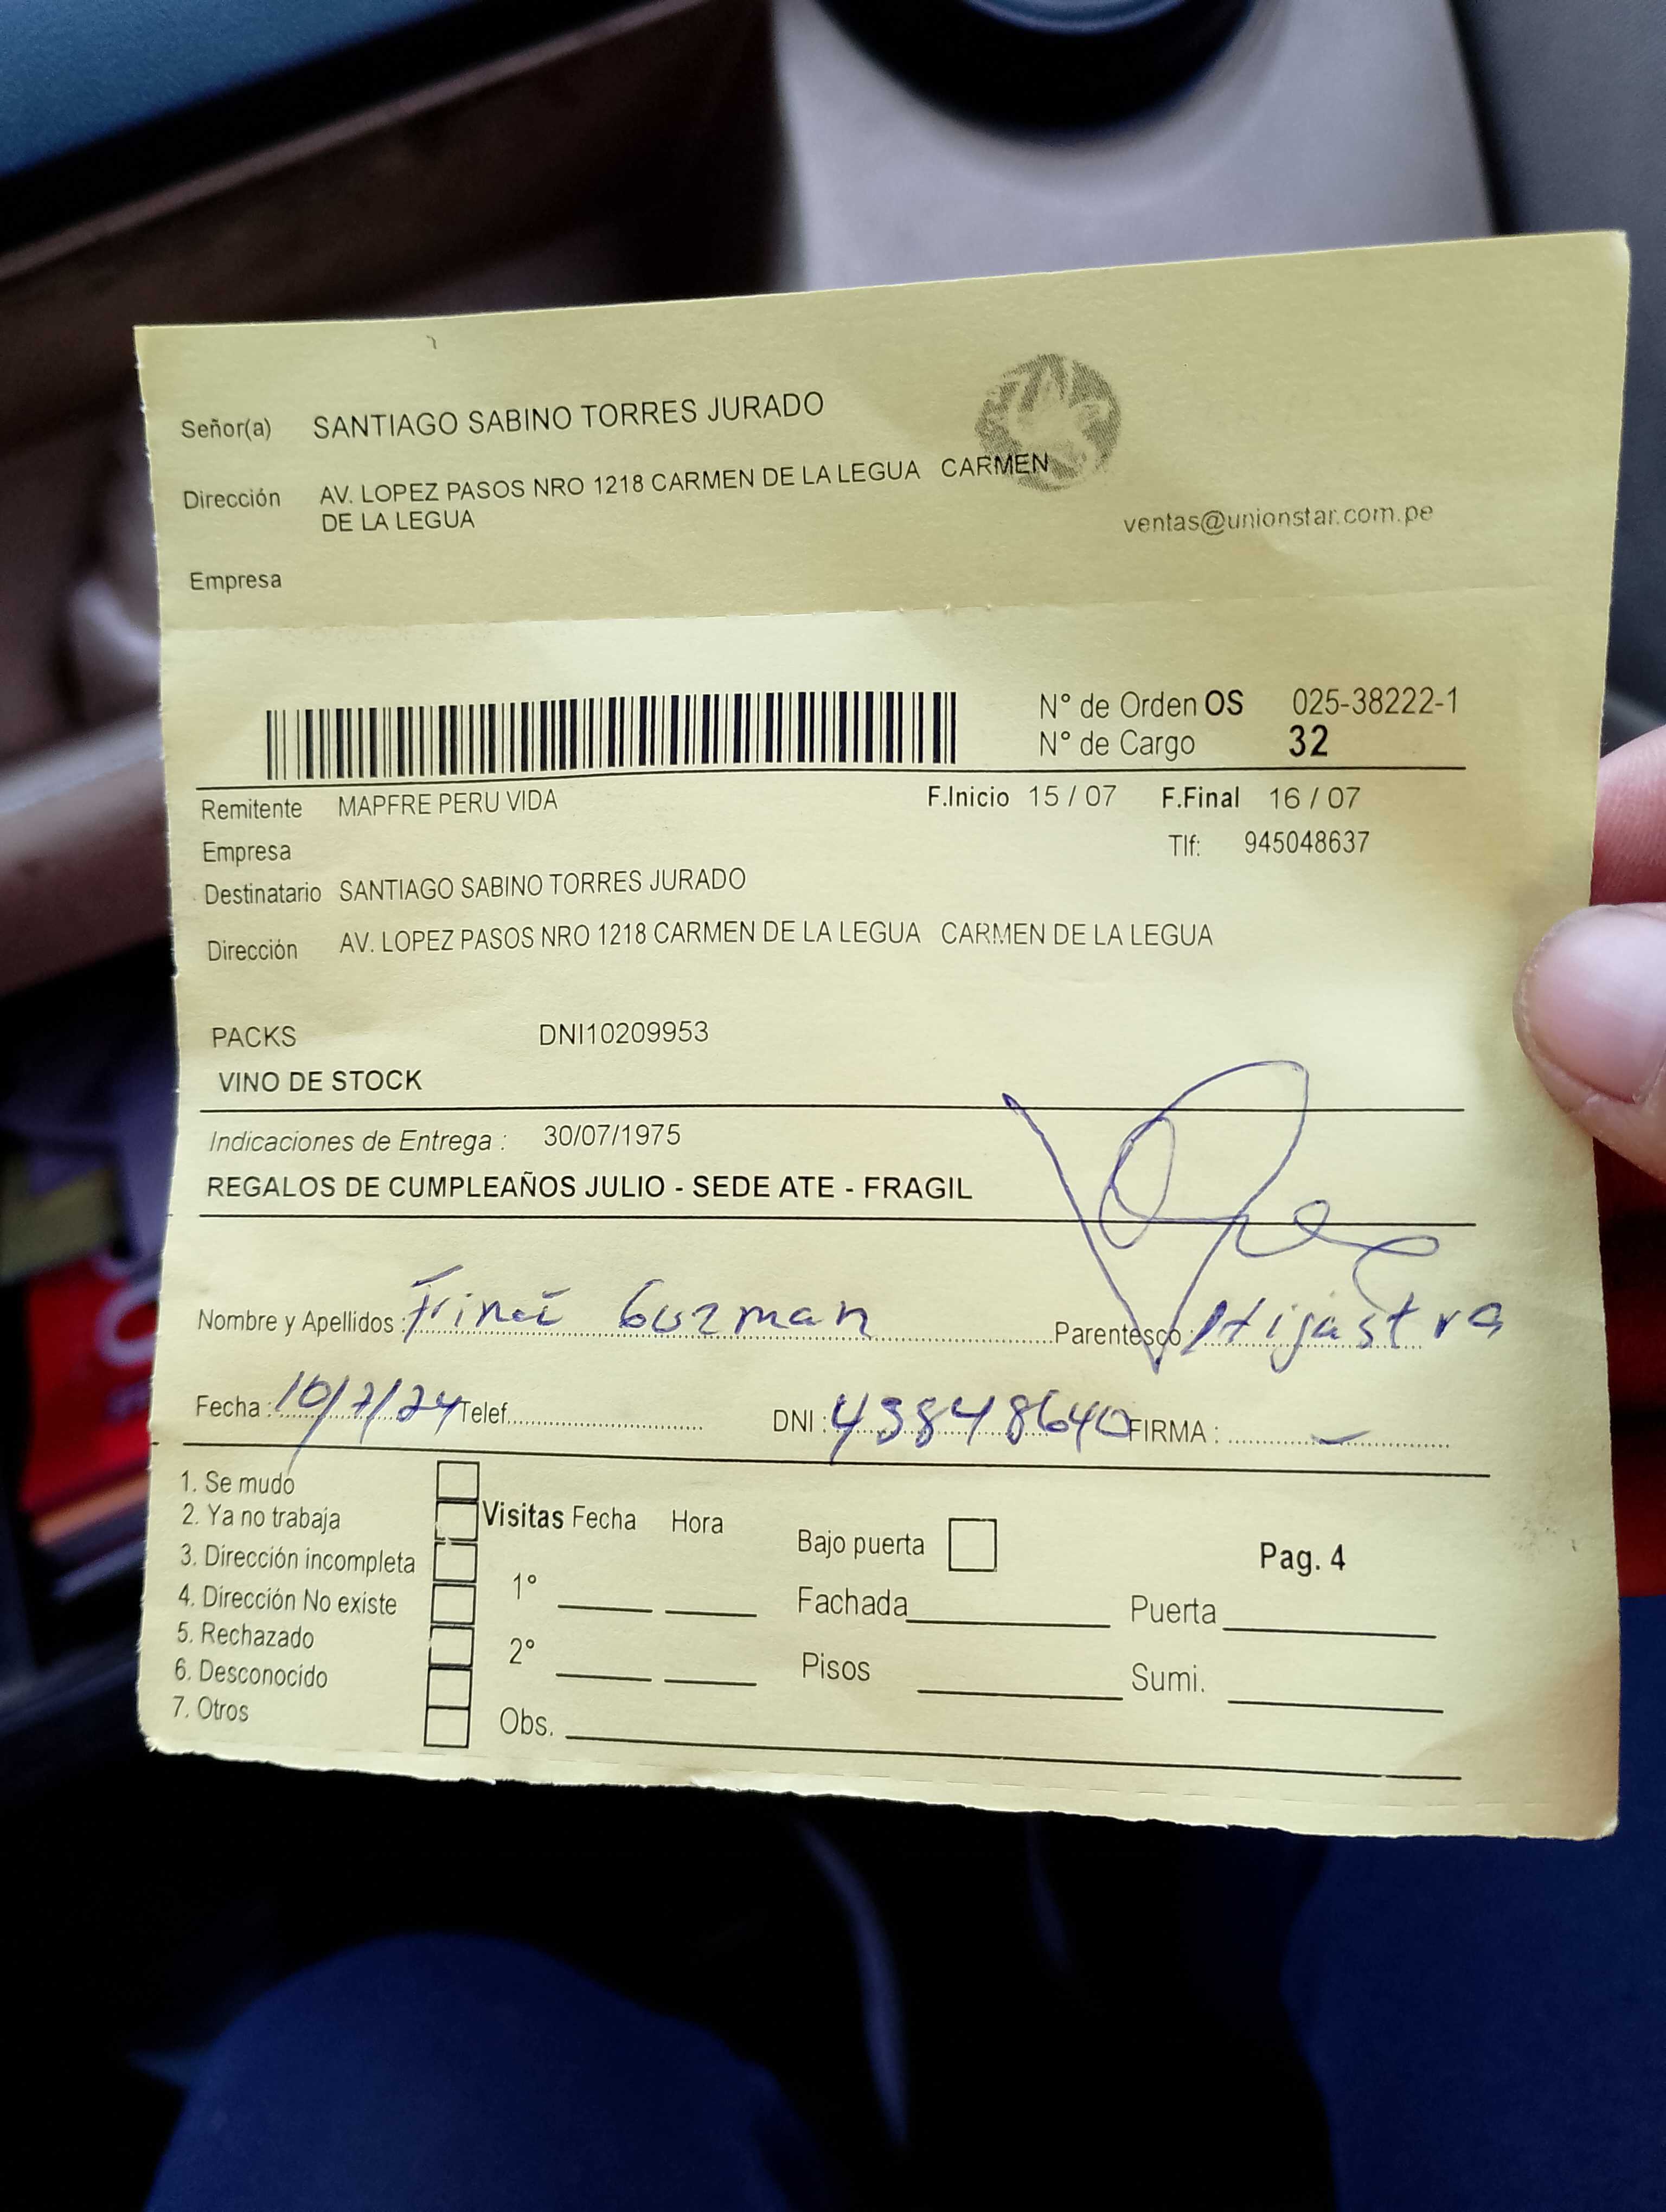 Señor(a) SANTIAGO SABINO TORRES JURADO
Dirección AV. LOPEZ PASOS NRO 1218 CARMEN DE LA LEGUA CARMEN
DE LA LEGUA
ventas@unionstar.com.pe
Empresa
N° de Orden OS 025-38222-1
N° de Cargo 32
Remitente MAPFRE PERU VIDA F.Inicio 15 / 07 F.Final 16 / 07
Empresa Tlf: 945048637
Destinatario SANTIAGO SABINO TORRES JURADO
Dirección AV. LOPEZ PASOS NRO 1218 CARMEN DE LA LEGUA CARMEN DE LA LEGUA
PACKS DNI10209953
VINO DE STOCK
Indicaciones de Entrega : 30/07/1975
REGALOS DE CUMPLEAÑOS JULIO - SEDE ATE - FRAGIL
Nombre y Apellidos : Guzman Parentesco : Hijastra
Fecha : 10/7/24 Telef. DNI : 43848640 FIRMA :
1. Se mudo
2. Ya no trabaja
3. Dirección incompleta
4. Dirección No existe
5. Rechazado
6. Desconocido
7. Otros
Visitas Fecha Hora
1°
2°
Obs.
Bajo puerta Pag. 4
Fachada Puerta
Pisos Sumi.